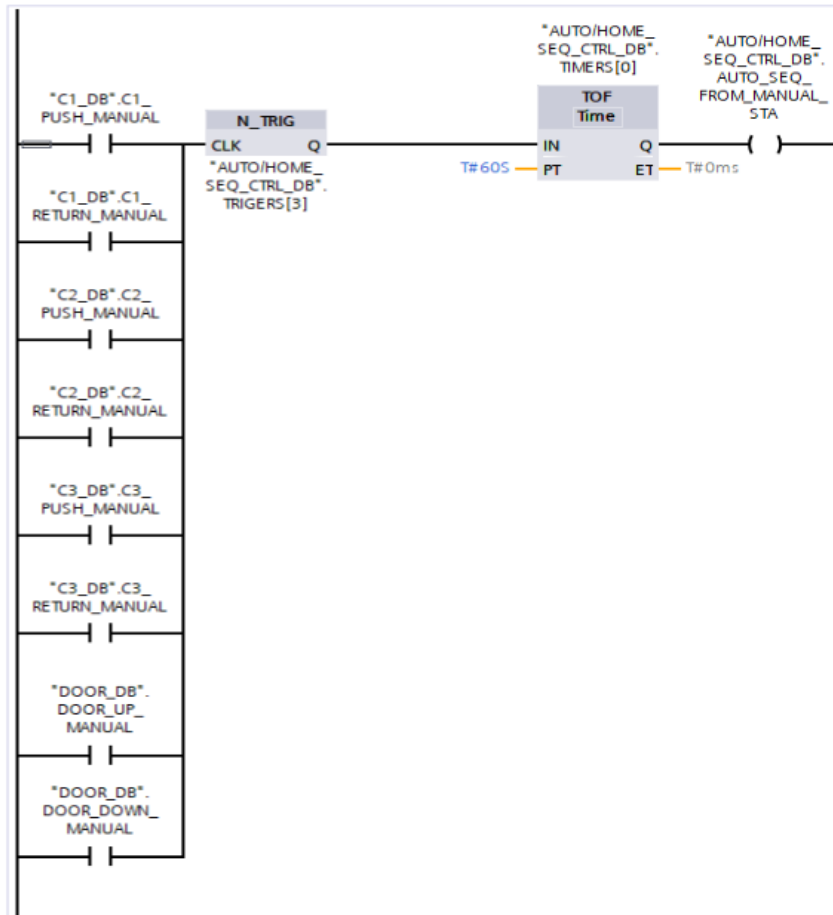 "AUTO/HOME_
SEQ_CTRL_DB".
TIMERS[0]
"AUTO/HOME_
SEQ_CTRL_DB".
AUTO_SEQ_
FROM_MANUAL_
STA
"C1_DB".C1_
PUSH_MANUAL
N_TRIG
CLK Q
"AUTO/HOME_
SEQ_CTRL_DB".
TRIGERS[3]
TOF
Time
IN Q
T#60S PT ET T#0ms
"C1_DB".C1_
RETURN_MANUAL
"C2_DB".C2_
PUSH_MANUAL
"C2_DB".C2_
RETURN_MANUAL
"C3_DB".C3_
PUSH_MANUAL
"C3_DB".C3_
RETURN_MANUAL
"DOOR_DB".
DOOR_UP_
MANUAL
"DOOR_DB".
DOOR_DOWN_
MANUAL